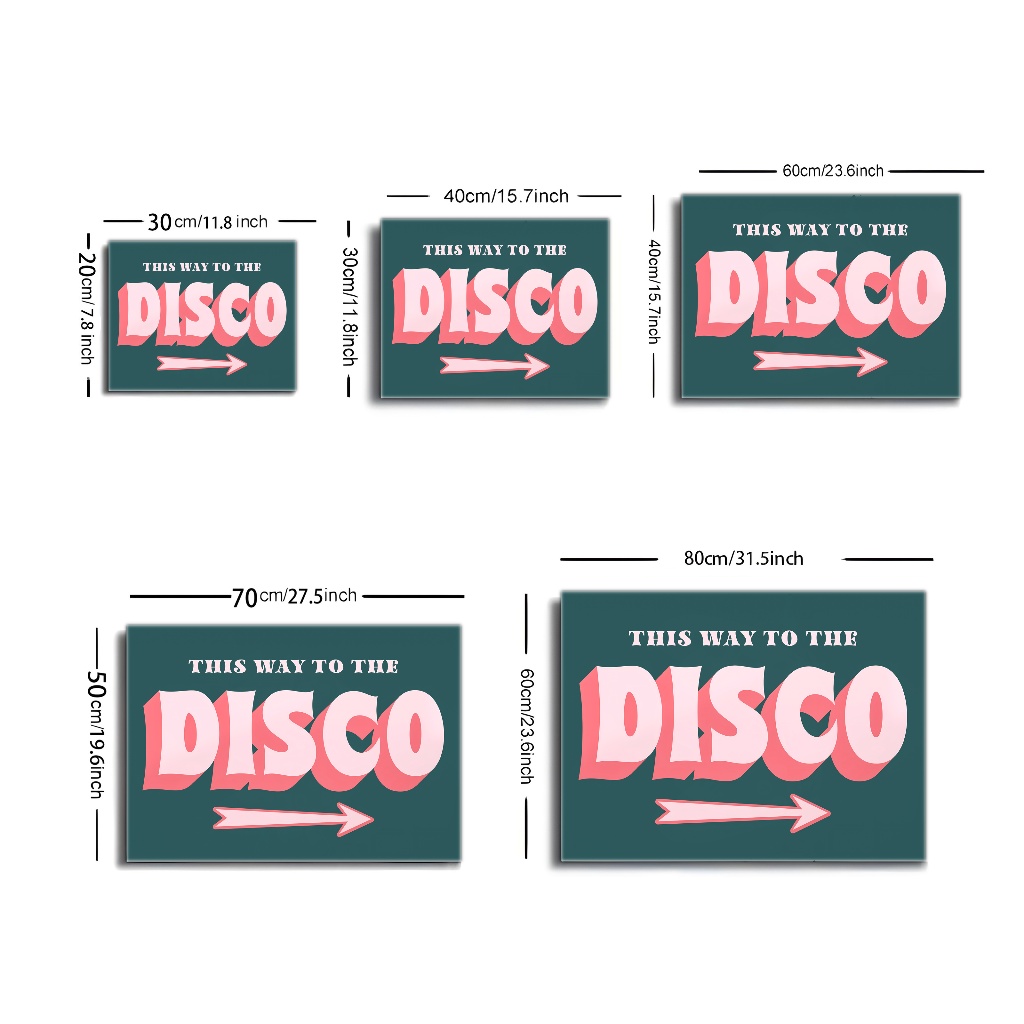 30cm/11.8 inch
20cm/ 7.8 inch
THIS WAY TO THE
DISCO
40cm/15.7inch
30cm/11.8inch
THIS WAY TO THE
DISCO
60cm/23.6inch
40cm/15.7inch
THIS WAY TO THE
DISCO
70cm/27.5inch
50cm/19.6inch
THIS WAY TO THE
DISCO
80cm/31.5inch
60cm/23.6inch
THIS WAY TO THE
DISCO